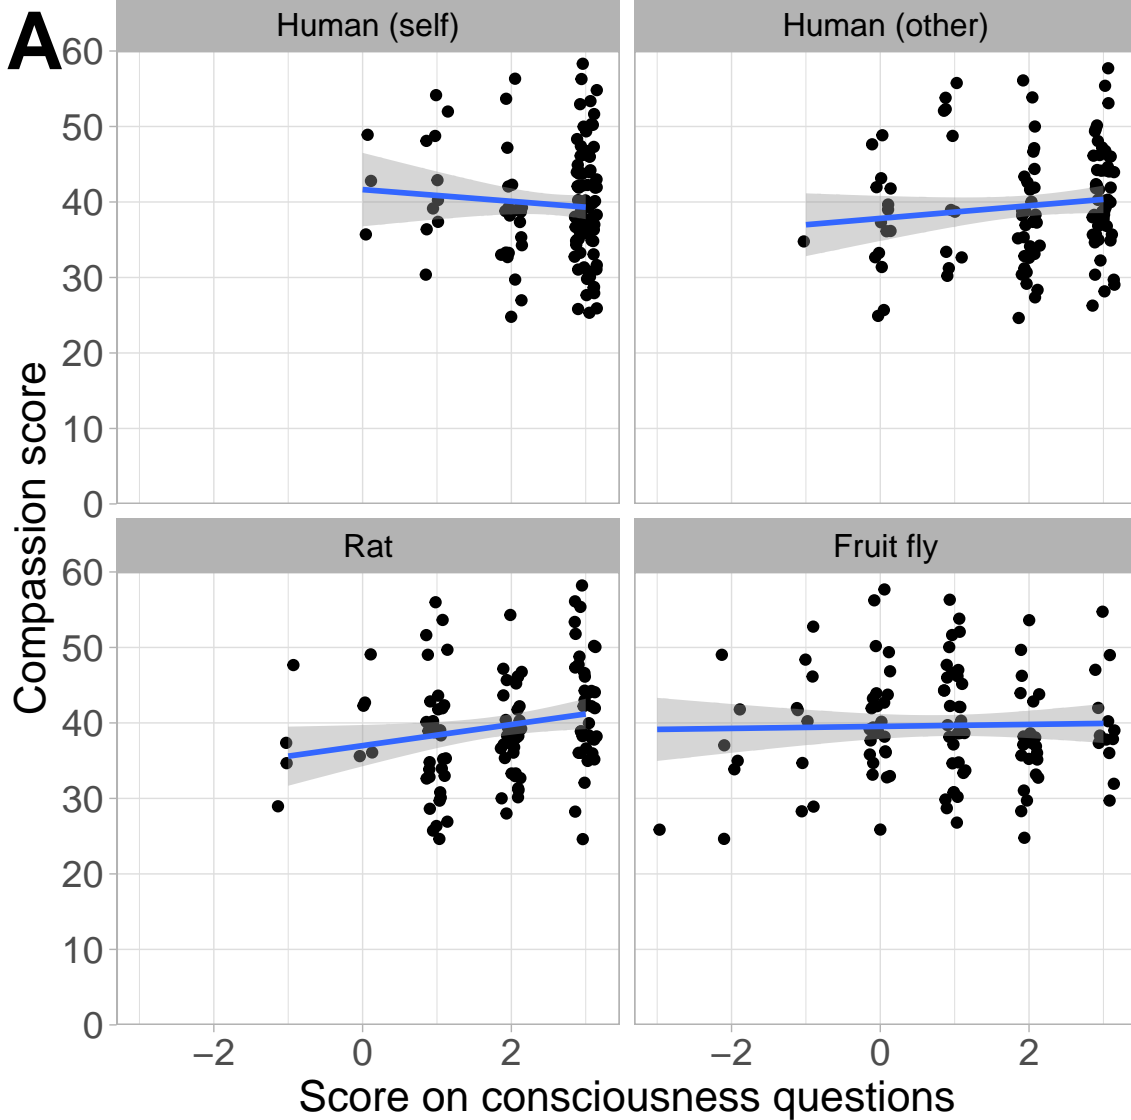 A
Human (self) Human (other)
60
50
40
30
20
10
0
Compassion score
Rat Fruit fly
60
50
40
30
20
10
0
−2 0 2 −2 0 2
Score on consciousness questions